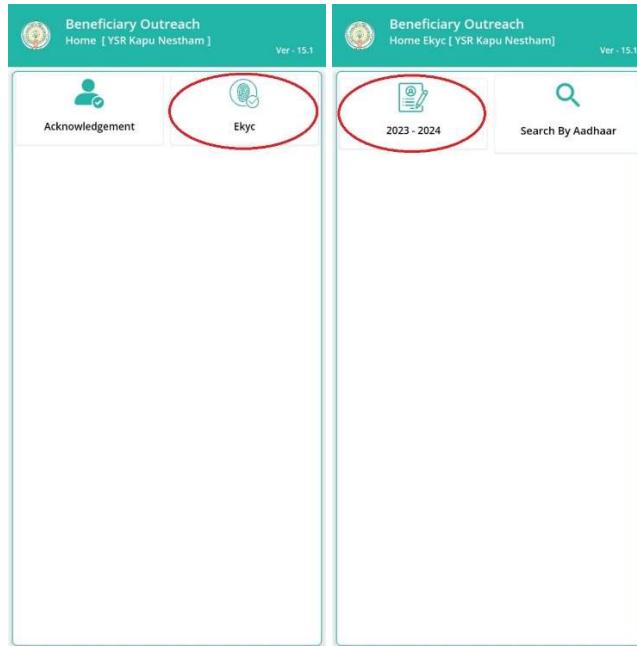 Beneficiary Outreach
Home [ YSR Kapu Nestham ]
Ver - 15.1
Acknowledgement
Ekyc
Beneficiary Outreach
Home Ekyc [ YSR Kapu Nestham]
Ver - 15.1
2023 - 2024
Search By Aadhaar